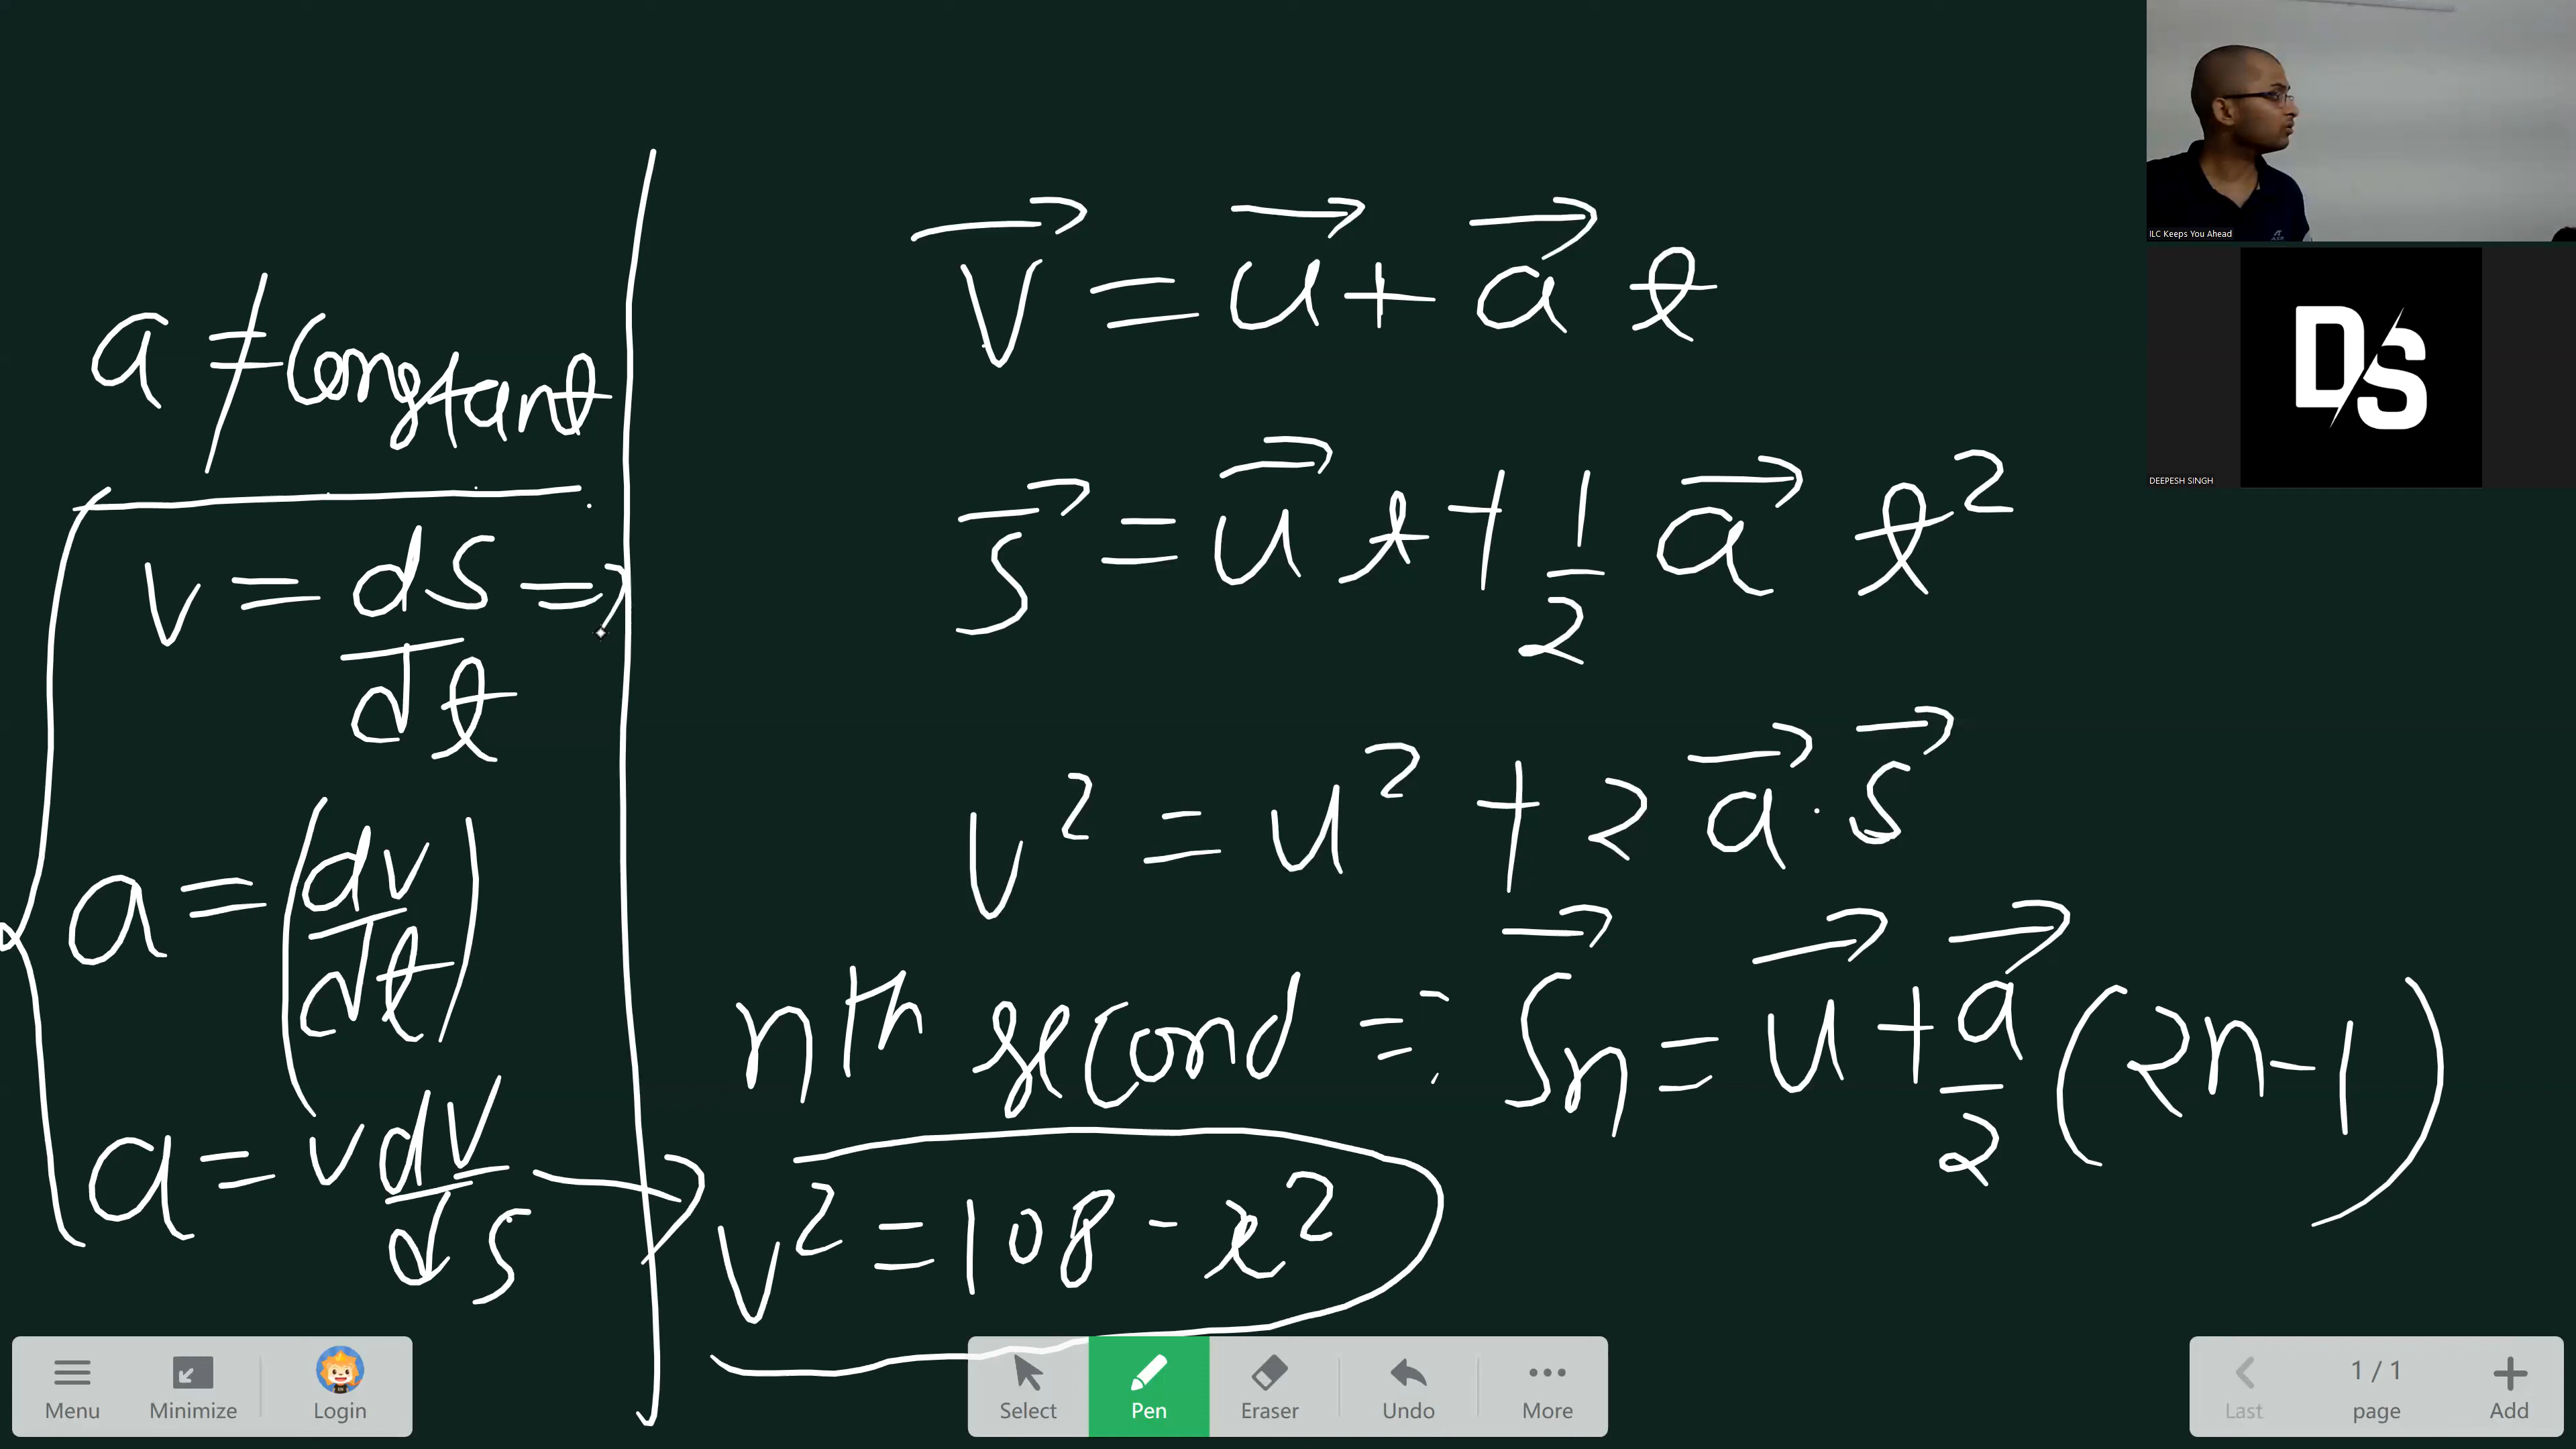 a ≠ Constant
v = ds/dt ⇒
a = (dv/dt)
a = v dv/ds →
v⃗ = u⃗ + a⃗ t
s⃗ = u⃗ t + 1/2 a⃗ t²
v² = u² + 2 a⃗ · s⃗
nth second ⇒ S⃗n = u⃗ + a⃗/2 (2n-1)
v² = 108 - x²
ILC Keeps You Ahead
DS
DEEPESH SINGH
Menu Minimize Login
Select Pen Eraser Undo More
Last 1 / 1 page Add